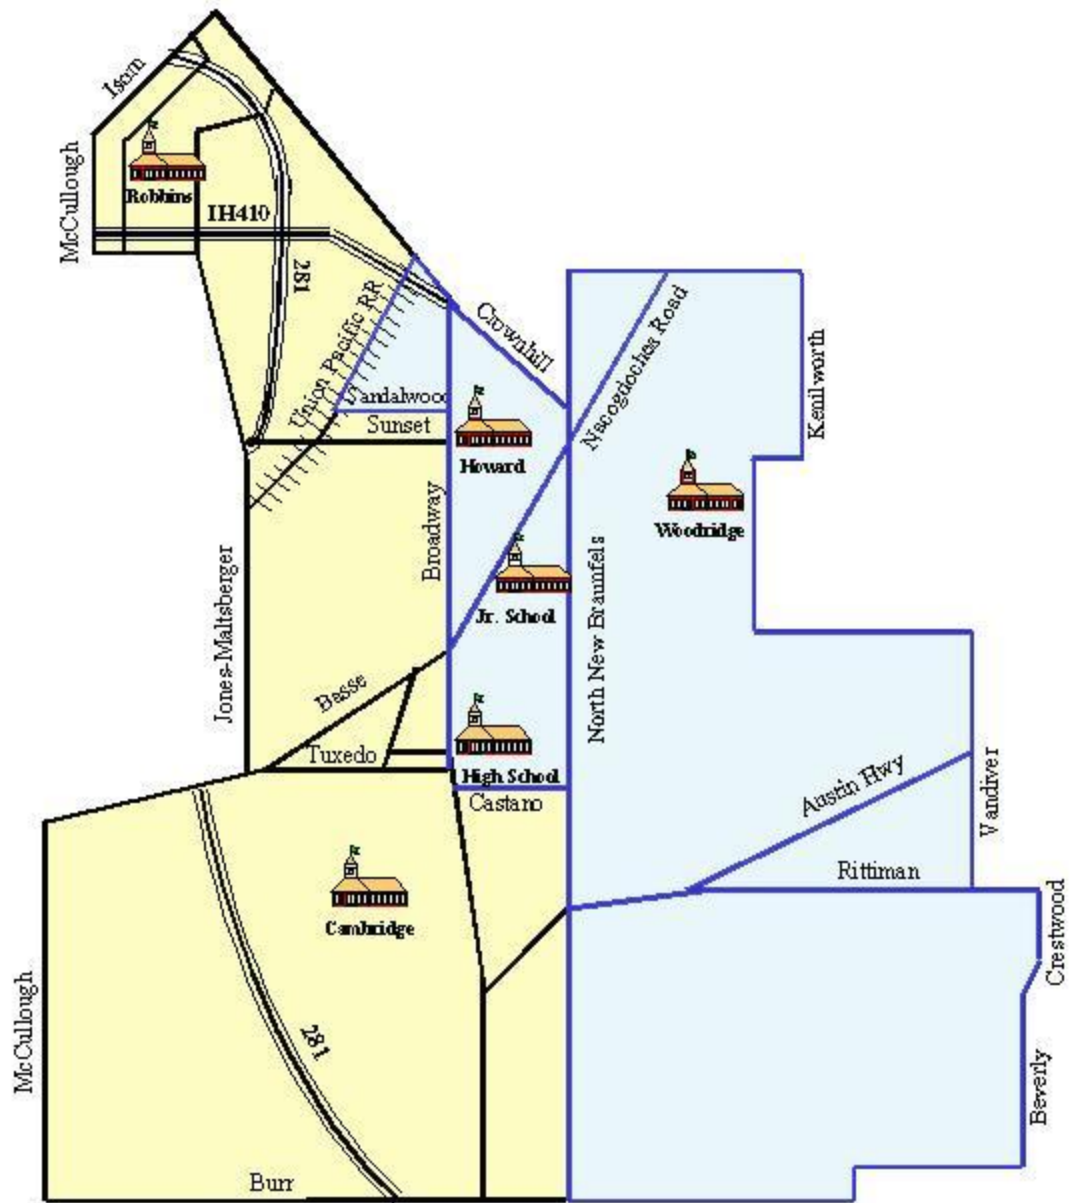 Isom
McCullough
Robbins
IH410
281
Union Pacific RR
Crownhill
Nacogdoches Road
Kenilworth
Sandalwood
Sunset
Howard
Woodridge
Broadway
Jones-Maltsberger
North New Braunfels
Jr. School
Basse
Tuxedo
High School
Castano
Austin Hwy
Vandiver
Rittiman
Cambridge
Crestwood
McCullough
281
Beverly
Burr